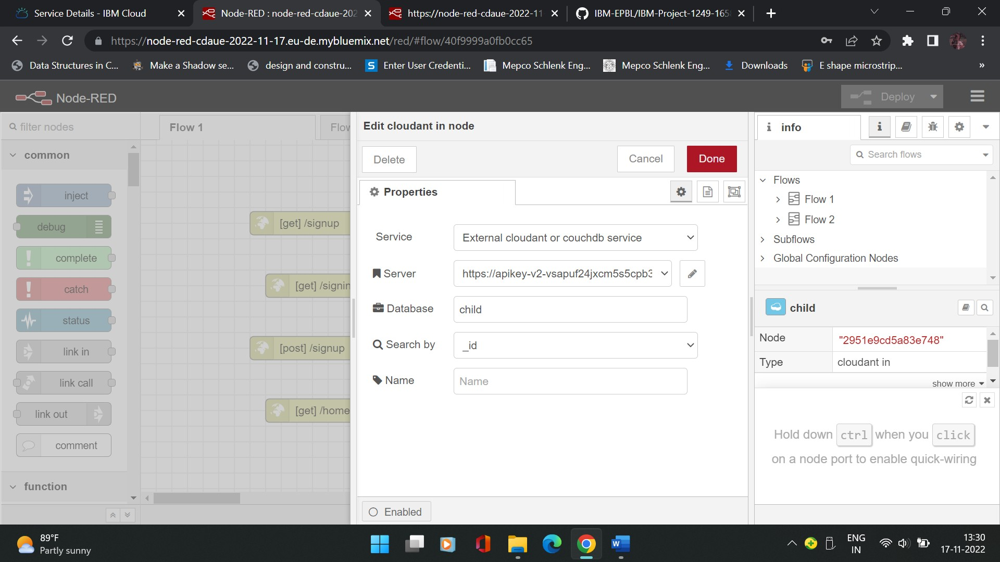 Service Details - IBM Cloud
Node-RED : node-red-cdaue-202
https://node-red-cdaue-2022-11
IBM-EPBL/IBM-Project-1249-165
https://node-red-cdaue-2022-11-17.eu-de.mybluemix.net/red/#flow/40f9999a0fb0cc65
Data Structures in C...
Make a Shadow se...
design and constru...
Enter User Credenti...
Mepco Schlenk Eng...
Mepco Schlenk Eng...
Downloads
E shape microstrip...
»
Node-RED
Deploy
filter nodes
common
inject
debug
complete
catch
status
link in
link call
link out
comment
function
Flow 1
Flow
[get] /signup
[get] /signin
[post] /signup
[get] /home
Edit cloudant in node
Delete
Cancel
Done
Properties
Service
External cloudant or couchdb service
Server
https://apikey-v2-vsapuf24jxcm5s5cpb3
Database
child
Search by
_id
Name
Name
Enabled
info
Search flows
Flows
Flow 1
Flow 2
Subflows
Global Configuration Nodes
child
Node
"2951e9cd5a83e748"
Type
cloudant in
show more
Hold down ctrl when you click
on a node port to enable quick-wiring
89°F
Partly sunny
ENG
IN
13:30
17-11-2022